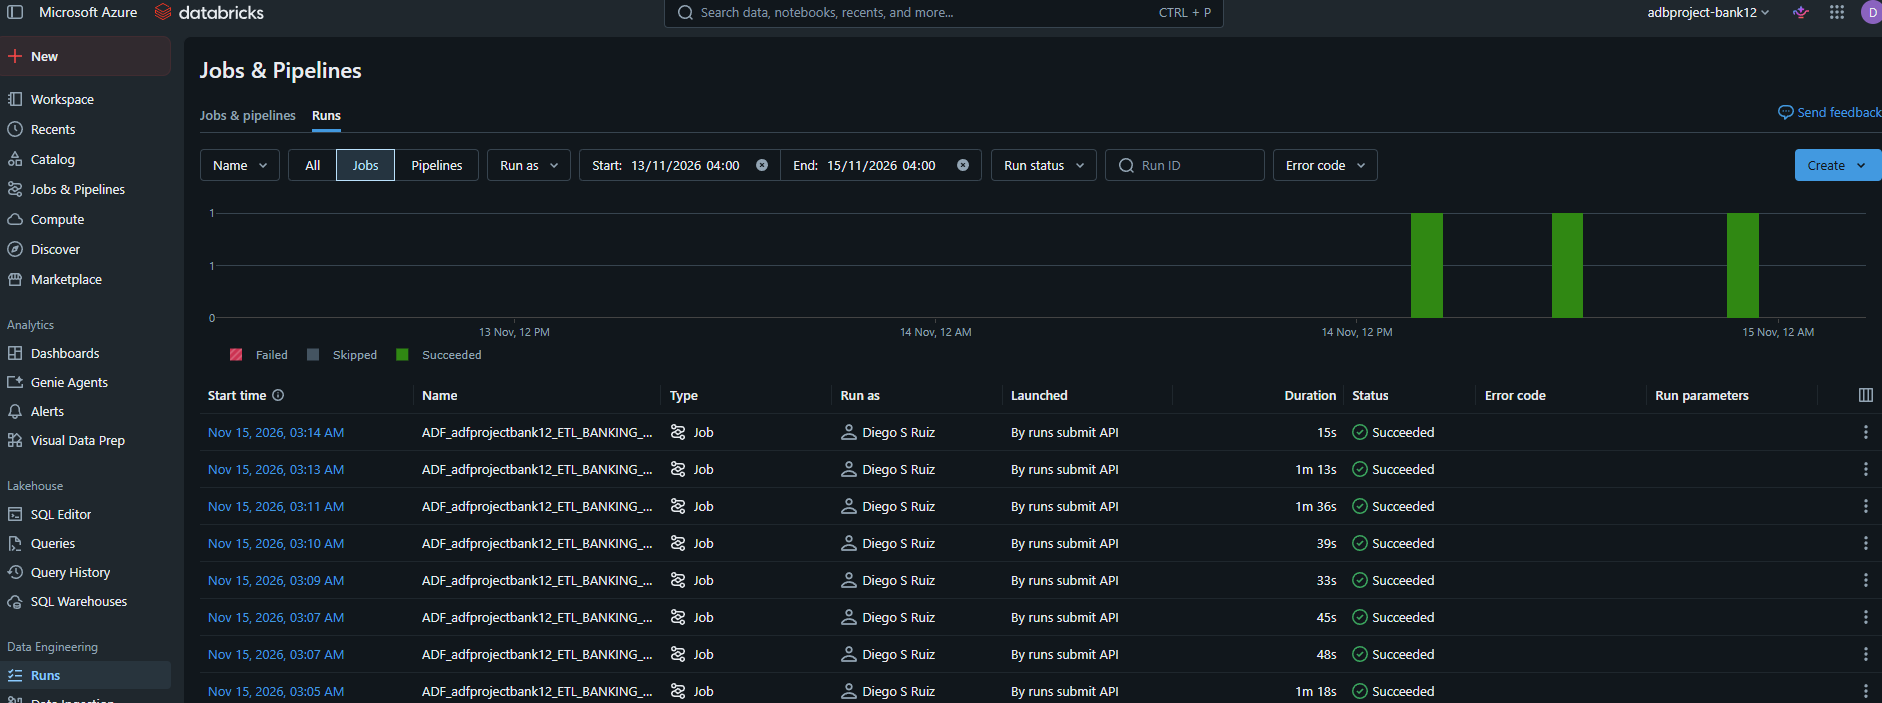 Microsoft Azure databricks Search data, notebooks, recents, and more... CTRL + P adbproject-bank12 D
New
Workspace
Recents
Catalog
Jobs & Pipelines
Compute
Discover
Marketplace
Analytics
Dashboards
Genie Agents
Alerts
Visual Data Prep
Lakehouse
SQL Editor
Queries
Query History
SQL Warehouses
Data Engineering
Runs
Data Ingestion
Jobs & Pipelines
Jobs & pipelines Runs
Send feedback
Name All Jobs Pipelines Run as Start: 13/11/2026 04:00 End: 15/11/2026 04:00 Run status Run ID Error code Create
1
1
0
13 Nov, 12 PM 14 Nov, 12 AM 14 Nov, 12 PM 15 Nov, 12 AM
Failed Skipped Succeeded
Start time Name Type Run as Launched Duration Status Error code Run parameters
Nov 15, 2026, 03:14 AM ADF_adfprojectbank12_ETL_BANKING_... Job Diego S Ruiz By runs submit API 15s Succeeded
Nov 15, 2026, 03:13 AM ADF_adfprojectbank12_ETL_BANKING_... Job Diego S Ruiz By runs submit API 1m 13s Succeeded
Nov 15, 2026, 03:11 AM ADF_adfprojectbank12_ETL_BANKING_... Job Diego S Ruiz By runs submit API 1m 36s Succeeded
Nov 15, 2026, 03:10 AM ADF_adfprojectbank12_ETL_BANKING_... Job Diego S Ruiz By runs submit API 39s Succeeded
Nov 15, 2026, 03:09 AM ADF_adfprojectbank12_ETL_BANKING_... Job Diego S Ruiz By runs submit API 33s Succeeded
Nov 15, 2026, 03:07 AM ADF_adfprojectbank12_ETL_BANKING_... Job Diego S Ruiz By runs submit API 45s Succeeded
Nov 15, 2026, 03:07 AM ADF_adfprojectbank12_ETL_BANKING_... Job Diego S Ruiz By runs submit API 48s Succeeded
Nov 15, 2026, 03:05 AM ADF_adfprojectbank12_ETL_BANKING_... Job Diego S Ruiz By runs submit API 1m 18s Succeeded